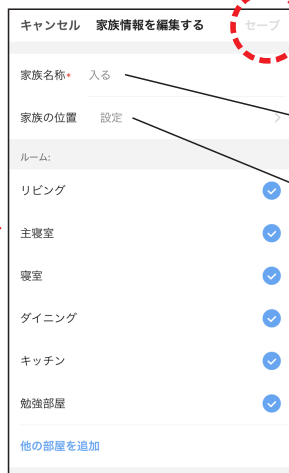 キャンセル 家族情報を編集する セーブ
家族名称* 入る
家族の位置 設定
ルーム:
リビング
主寝室
寝室
ダイニング
キッチン
勉強部屋
他の部屋を追加